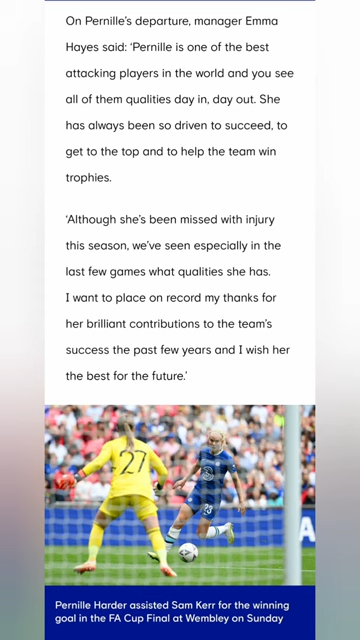 On Pernille's departure, manager Emma
Hayes said: 'Pernille is one of the best
attacking players in the world and you see
all of them qualities day in, day out. She
has always been so driven to succeed, to
get to the top and to help the team win
trophies.
'Although she's been missed with injury
this season, we've seen especially in the
last few games what qualities she has.
I want to place on record my thanks for
her brilliant contributions to the team's
success the past few years and I wish her
the best for the future.'
27
23
Pernille Harder assisted Sam Kerr for the winning
goal in the FA Cup Final at Wembley on Sunday